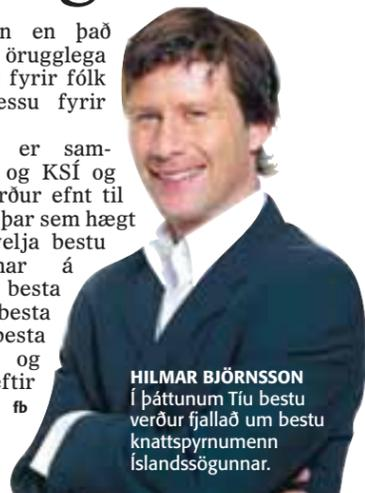 n en það
örugglega
fyrir fólk
essu fyrir
er sam-
og KSÍ og
rður efnt til
þar sem hægt
velja bestu
nar á
besta
besta
besta
og
eftir
fb
HILMAR BJÖRNSSON
Í þáttunum Tíu bestu
verður fjallað um bestu
knattspyrnumenn
Íslandssögunnar.